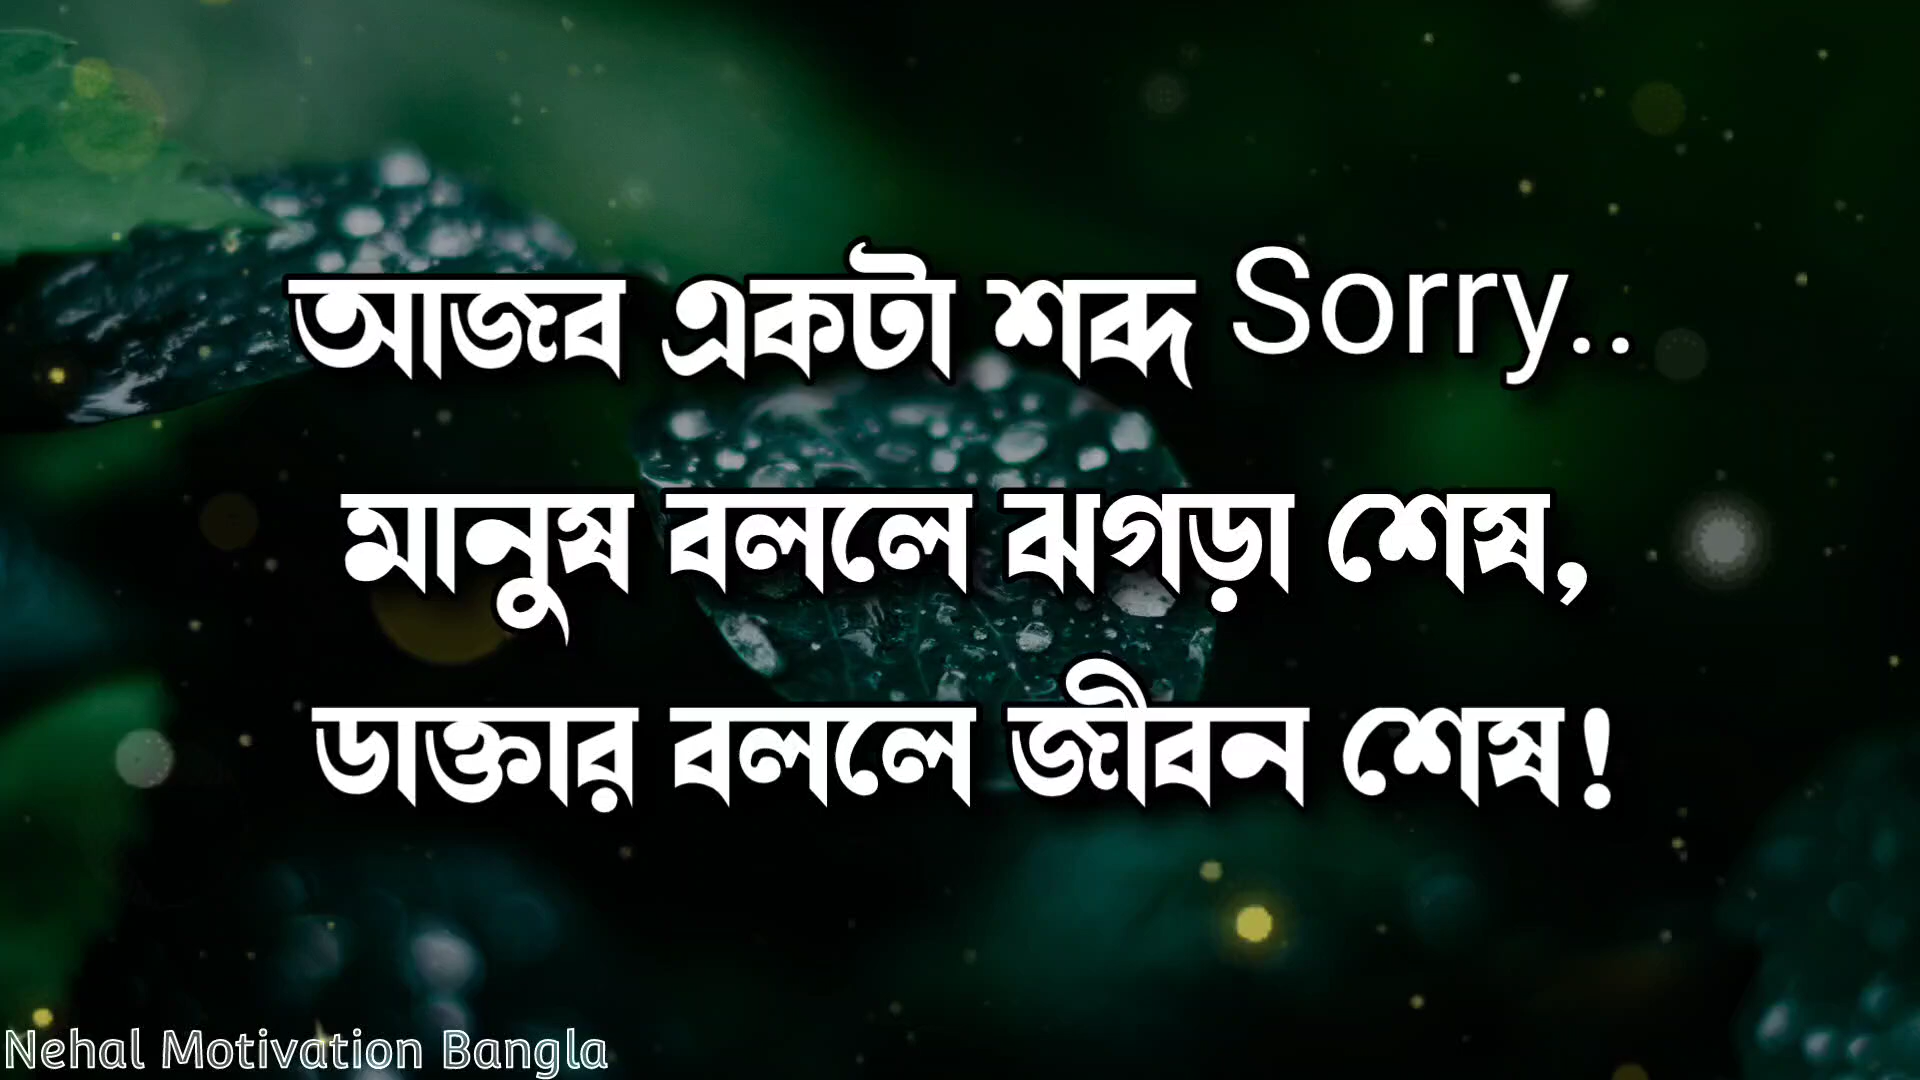 আজব একটা শব্দ Sorry..
মানুষ বললে ঝগড়া শেষ,
ডাক্তার বললে জীবন শেষ!
Nehal Motivation Bangla